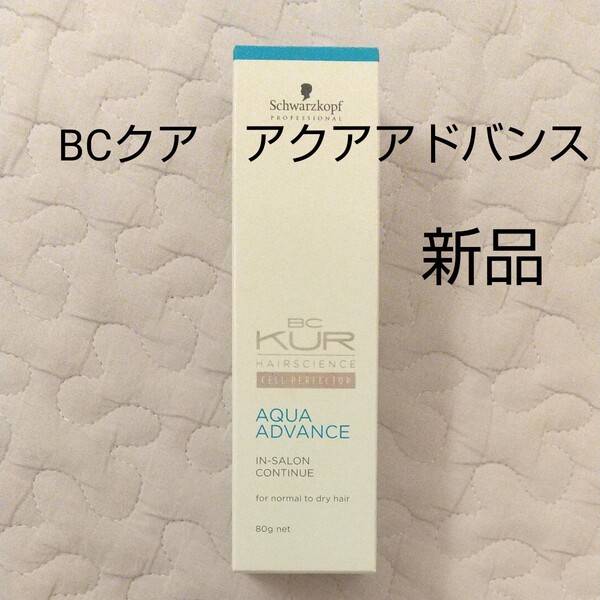 Schwarzkopf
PROFESSIONAL
BCクア　アクアアドバンス
新品
BC
KUR
HAIRSCIENCE
CELL PERFECTOR
AQUA
ADVANCE
IN-SALON
CONTINUE
for normal to dry hair
80g net